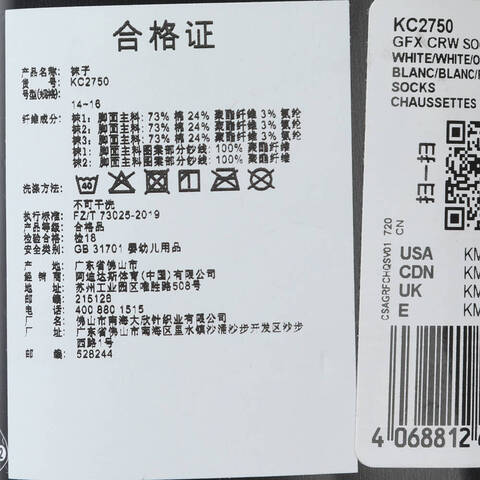 合格证
产品名称: 袜子
货 号: KC2750
号型(规格):
14-16
纤维成分: 袜1: 脚面主料: 73% 棉 24% 聚酯纤维 3% 氨纶
袜2: 脚面主料: 73% 棉 24% 聚酯纤维 3% 氨纶
袜3: 脚面主料: 73% 棉 24% 聚酯纤维 3% 氨纶
袜1: 脚面主料图案部分纱线: 100% 聚酯纤维
袜2: 脚面主料图案部分纱线: 100% 聚酯纤维
洗涤方法: 40
不可干洗
执行标准: FZ/T 73025-2019
产品等级: 合格品
检验合格: 检18
安全类别: GB 31701 婴幼儿用品
产 地: 广东省佛山市
经 销 商: 阿迪达斯体育(中国)有限公司
地 址: 苏州工业园区唯胜路508号
邮 编: 215126
电 话: 400 880 1515
厂 名: 佛山市南海大欣针织业有限公司
厂 址: 广东省佛山市南海区里水镇沙涌沙步开发区沙步
西路1号
邮 编: 528244
KC2750
GFX CRW SO
WHITE/WHITE/O
BLANC/BLANC/
SOCKS
CHAUSSETTES
扫一扫
CSAGRFCHQSV01 720
CN
USA KM
CDN KM
UK KM
E KM
4 068812